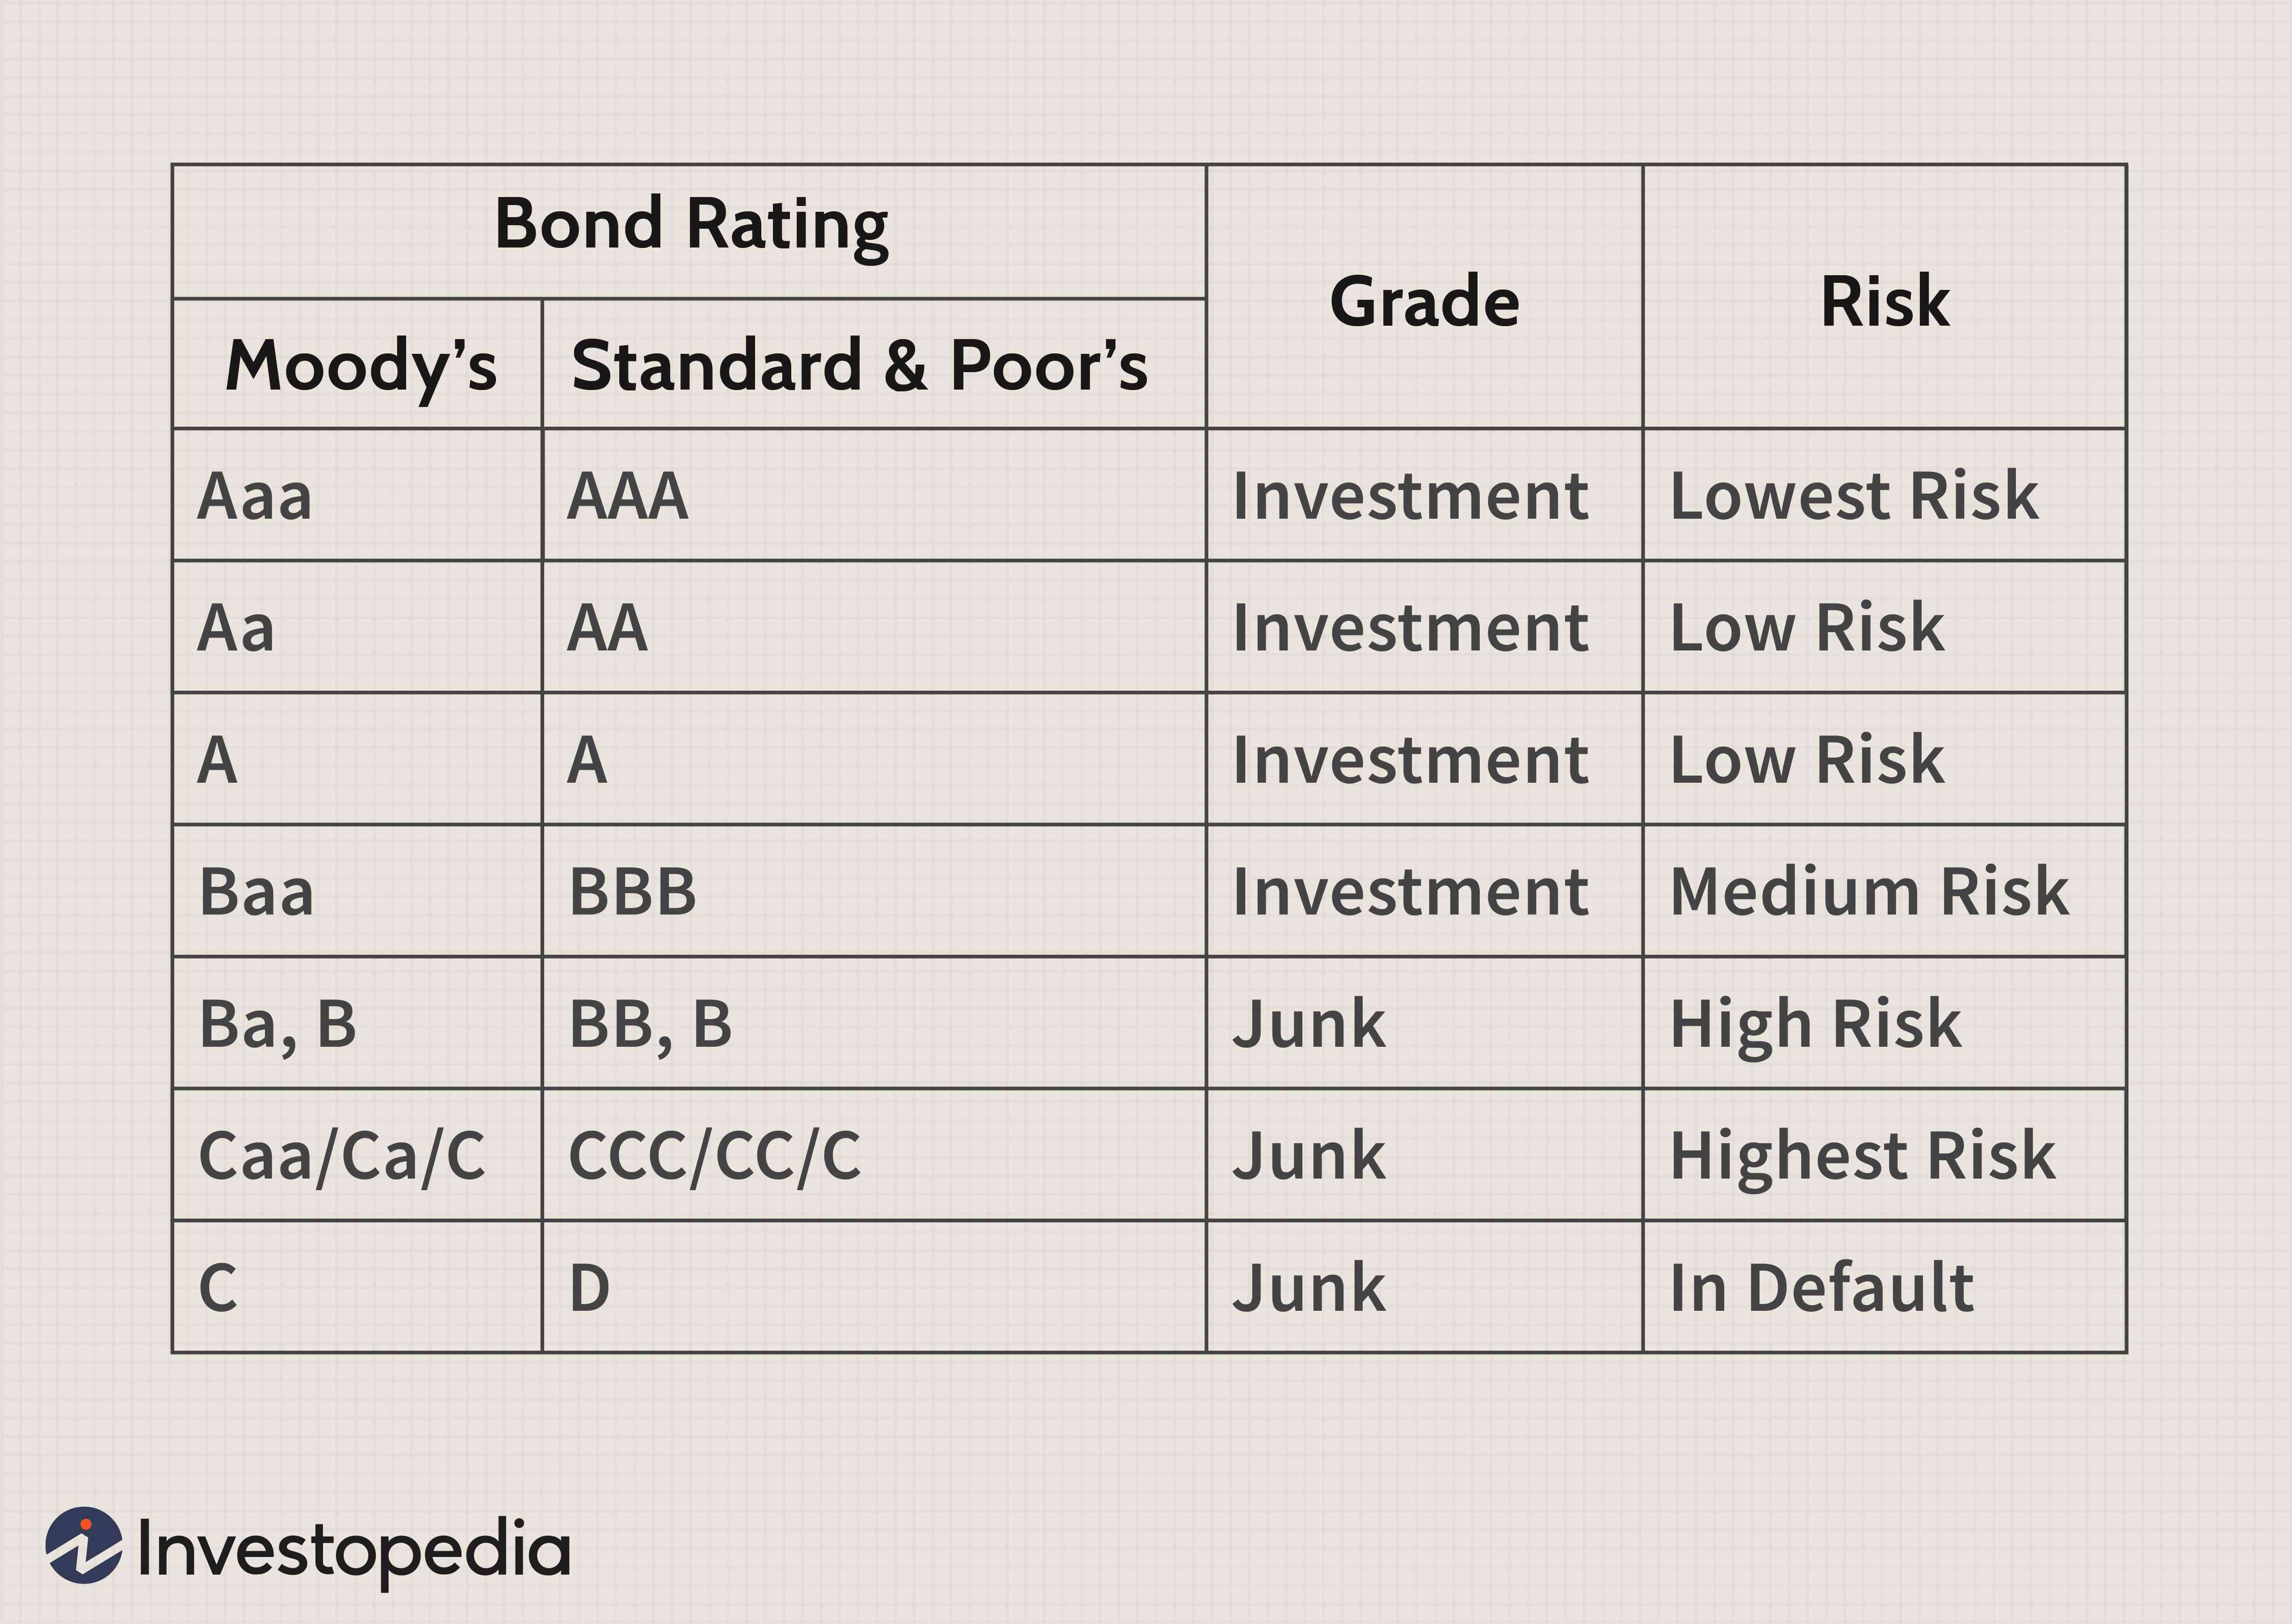 Bond Rating
Grade
Risk
Moody’s Standard & Poor’s
Aaa AAA Investment Lowest Risk
Aa AA Investment Low Risk
A A Investment Low Risk
Baa BBB Investment Medium Risk
Ba, B BB, B Junk High Risk
Caa/Ca/C CCC/CC/C Junk Highest Risk
C D Junk In Default
Investopedia